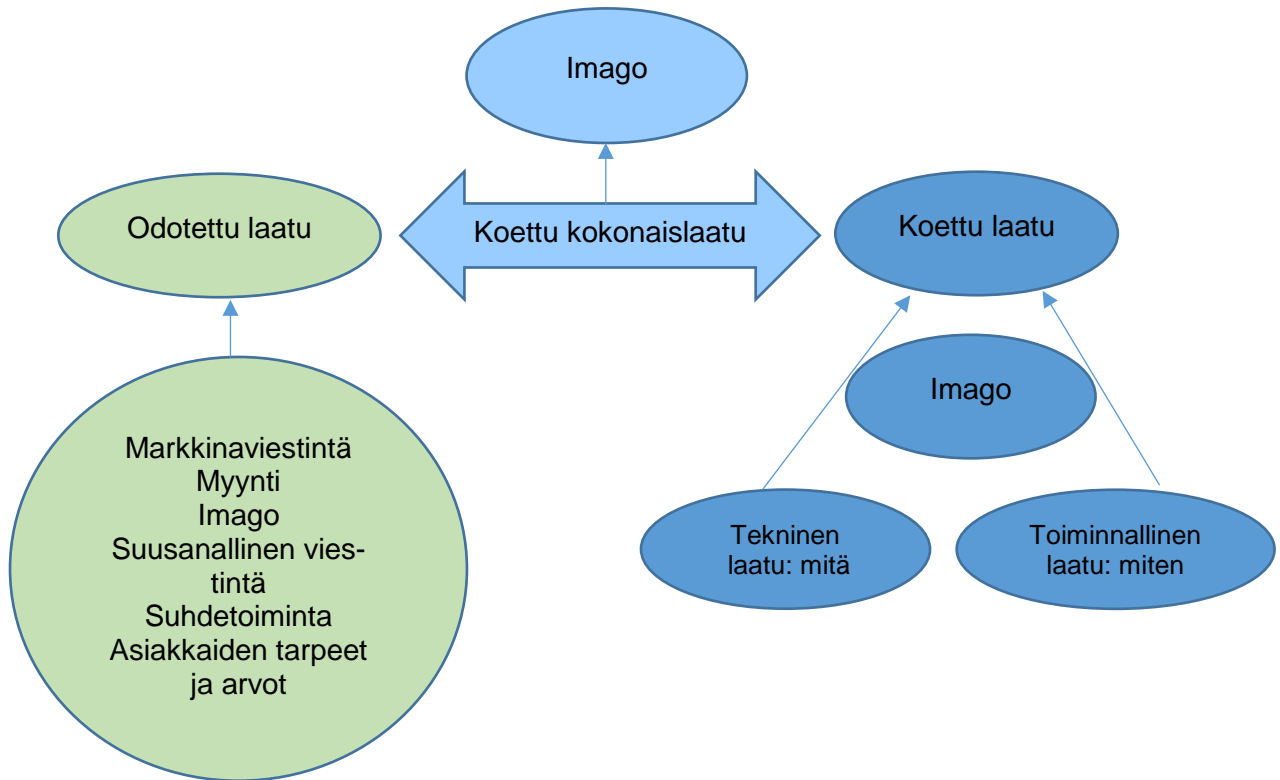 Imago
Odotettu laatu
Koettu kokonaislaatu
Koettu laatu
Imago
Markkinaviestintä
Myynti
Imago
Suusanallinen vies-
tintä
Suhdetoiminta
Asiakkaiden tarpeet
ja arvot
Tekninen
laatu: mitä
Toiminnallinen
laatu: miten